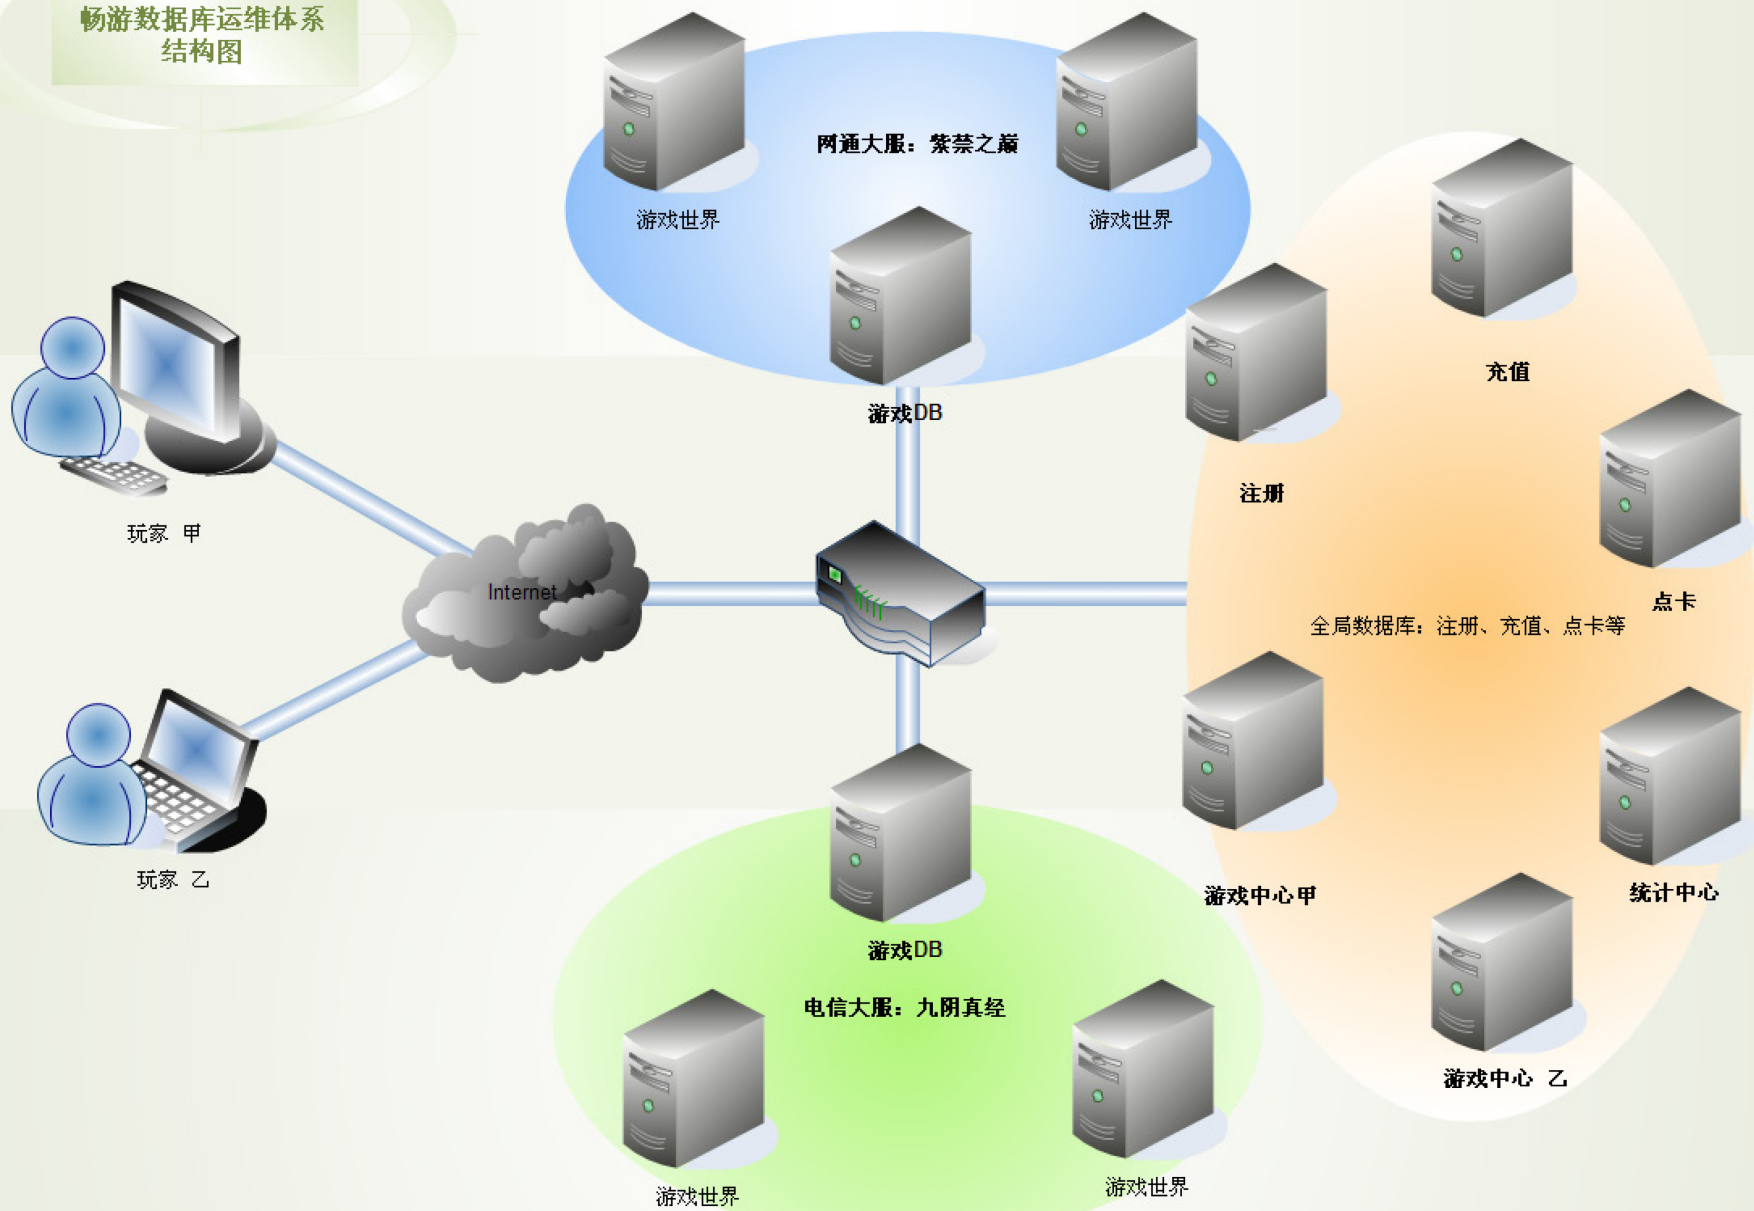 畅游数据库运维体系
结构图
网通大服：紫禁之巅
游戏世界
游戏世界
游戏DB
充值
注册
点卡
玩家 甲
Internet
全局数据库：注册、充值、点卡等
玩家 乙
游戏中心甲
统计中心
游戏DB
电信大服：九阴真经
游戏中心 乙
游戏世界
游戏世界